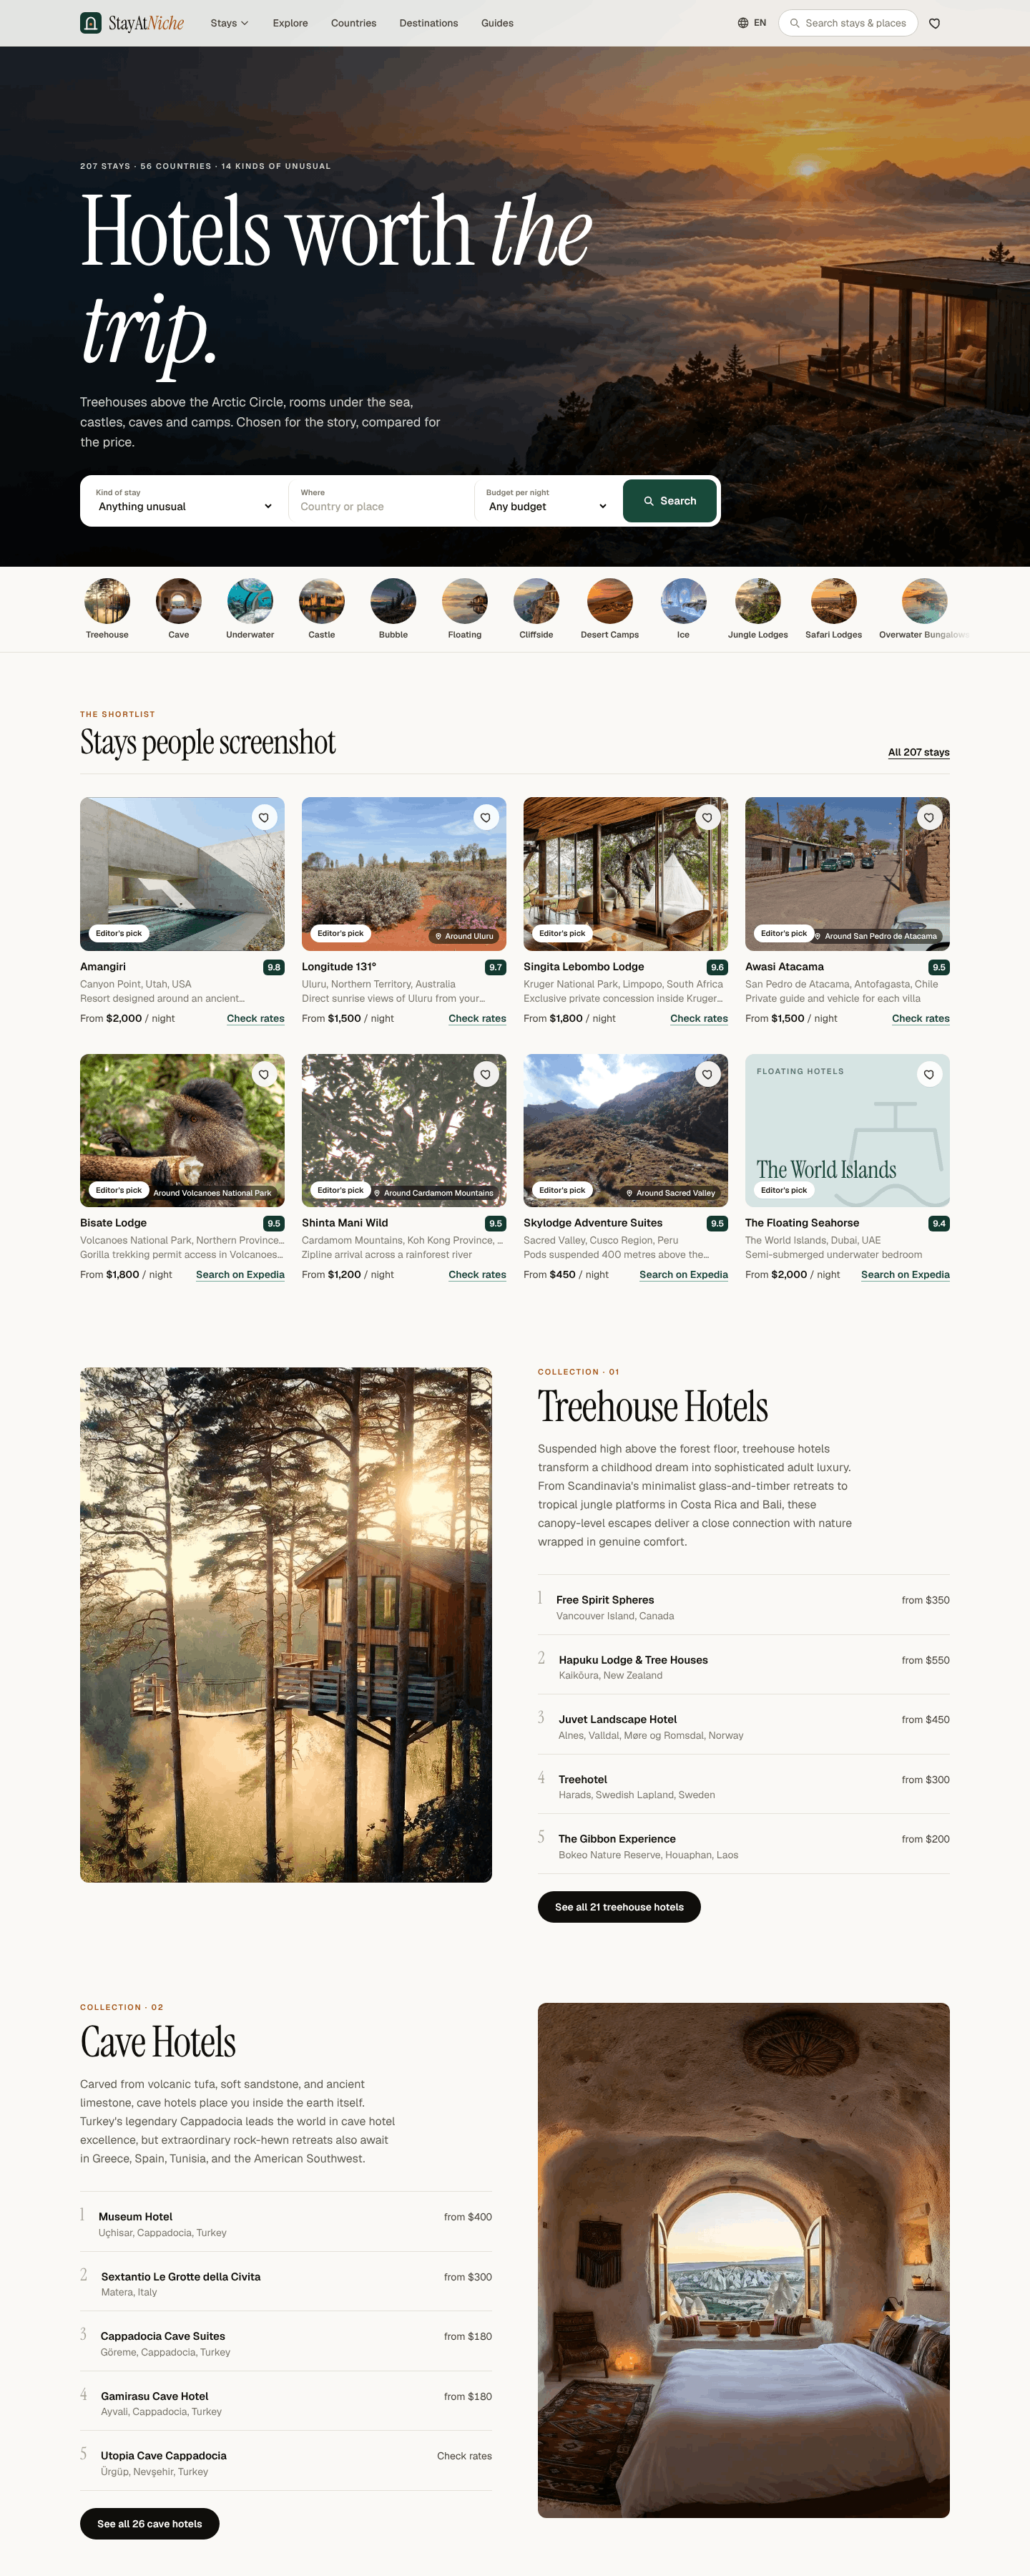 StayAtNiche
Stays
Explore
Countries
Destinations
Guides
EN
Search stays & places
207 STAYS · 56 COUNTRIES · 14 KINDS OF UNUSUAL
Hotels worth the
trip.
Treehouses above the Arctic Circle, rooms under the sea,
castles, caves and camps. Chosen for the story, compared for
the price.
Kind of stay
Anything unusual
Where
Country or place
Budget per night
Any budget
Search
Treehouse
Cave
Underwater
Castle
Bubble
Floating
Cliffside
Desert Camps
Ice
Jungle Lodges
Safari Lodges
Overwater Bungalows
THE SHORTLIST
Stays people screenshot
All 207 stays
Editor's pick
Amangiri
9.8
Canyon Point, Utah, USA
Resort designed around an ancient...
From $2,000 / night
Check rates
Editor's pick
Around Uluru
Longitude 131°
9.7
Uluru, Northern Territory, Australia
Direct sunrise views of Uluru from your...
From $1,500 / night
Check rates
Editor's pick
Singita Lebombo Lodge
9.6
Kruger National Park, Limpopo, South Africa
Exclusive private concession inside Kruger...
From $1,800 / night
Check rates
Editor's pick
Around San Pedro de Atacama
Awasi Atacama
9.5
San Pedro de Atacama, Antofagasta, Chile
Private guide and vehicle for each villa
From $1,500 / night
Check rates
Editor's pick
Around Volcanoes National Park
Bisate Lodge
9.5
Volcanoes National Park, Northern Province...
Gorilla trekking permit access in Volcanoes...
From $1,800 / night
Search on Expedia
Editor's pick
Around Cardamom Mountains
Shinta Mani Wild
9.5
Cardamom Mountains, Koh Kong Province, ...
Zipline arrival across a rainforest river
From $1,200 / night
Check rates
Editor's pick
Around Sacred Valley
Skylodge Adventure Suites
9.5
Sacred Valley, Cusco Region, Peru
Pods suspended 400 metres above the...
From $450 / night
Search on Expedia
FLOATING HOTELS
The World Islands
Editor's pick
The Floating Seahorse
9.4
The World Islands, Dubai, UAE
Semi-submerged underwater bedroom
From $2,000 / night
Search on Expedia
COLLECTION · 01
Treehouse Hotels
Suspended high above the forest floor, treehouse hotels
transform a childhood dream into sophisticated adult luxury.
From Scandinavia's minimalist glass-and-timber retreats to
tropical jungle platforms in Costa Rica and Bali, these
canopy-level escapes deliver a close connection with nature
wrapped in genuine comfort.
1
Free Spirit Spheres
from $350
Vancouver Island, Canada
2
Hapuku Lodge & Tree Houses
from $550
Kaikōura, New Zealand
3
Juvet Landscape Hotel
from $450
Alnes, Valldal, Møre og Romsdal, Norway
4
Treehotel
from $300
Harads, Swedish Lapland, Sweden
5
The Gibbon Experience
from $200
Bokeo Nature Reserve, Houaphan, Laos
See all 21 treehouse hotels
COLLECTION · 02
Cave Hotels
Carved from volcanic tufa, soft sandstone, and ancient
limestone, cave hotels place you inside the earth itself.
Turkey's legendary Cappadocia leads the world in cave hotel
excellence, but extraordinary rock-hewn retreats also await
in Greece, Spain, Tunisia, and the American Southwest.
1
Museum Hotel
from $400
Uçhisar, Cappadocia, Turkey
2
Sextantio Le Grotte della Civita
from $300
Matera, Italy
3
Cappadocia Cave Suites
from $180
Göreme, Cappadocia, Turkey
4
Gamirasu Cave Hotel
from $180
Ayvali, Cappadocia, Turkey
5
Utopia Cave Cappadocia
Check rates
Ürgüp, Nevşehir, Turkey
See all 26 cave hotels